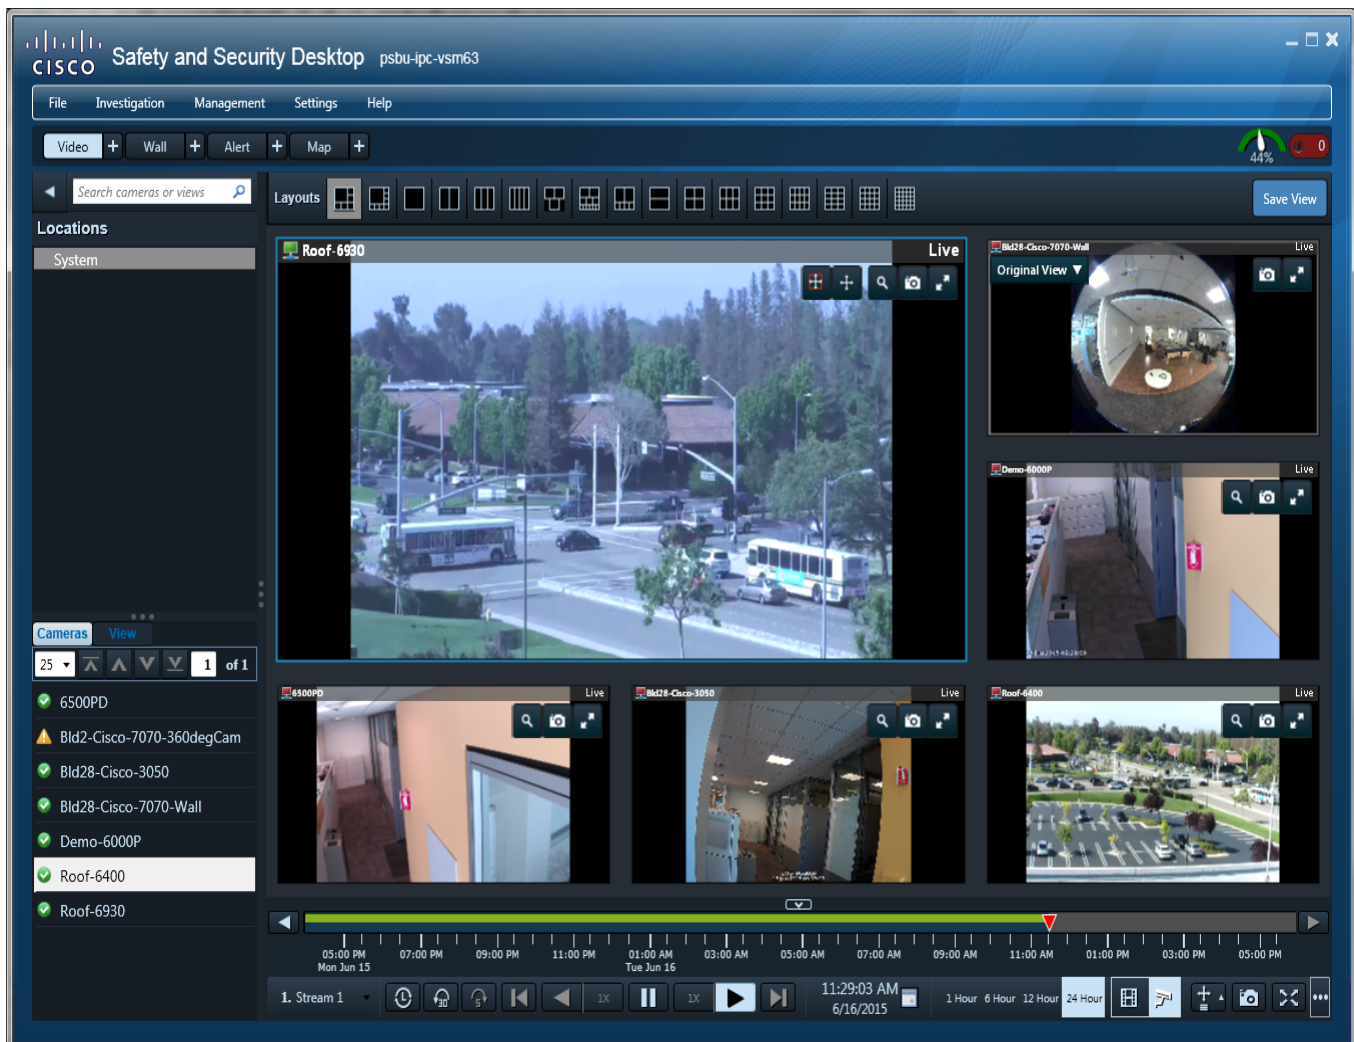 CISCO Safety and Security Desktop psbu-ipc-vsm63
File Investigation Management Settings Help
Video + Wall + Alert + Map +
44% 0
Search cameras or views
Layouts
Save View
Locations
System
Roof-6930 Live
Bld28-Cisco-7070-Wall Live
Original View
Demo-6000P Live
6500PD Live
Bld28-Cisco-3050 Live
Roof-6400 Live
Cameras View
25 1 of 1
6500PD
Bld2-Cisco-7070-360degCam
Bld28-Cisco-3050
Bld28-Cisco-7070-Wall
Demo-6000P
Roof-6400
Roof-6930
05:00 PM 07:00 PM 09:00 PM 11:00 PM 01:00 AM 03:00 AM 05:00 AM 07:00 AM 09:00 AM 11:00 AM 01:00 PM 03:00 PM 05:00 PM
Mon Jun 15 Tue Jun 16
1. Stream 1 30 5 1X 1X 11:29:03 AM 1 Hour 6 Hour 12 Hour 24 Hour
6/16/2015